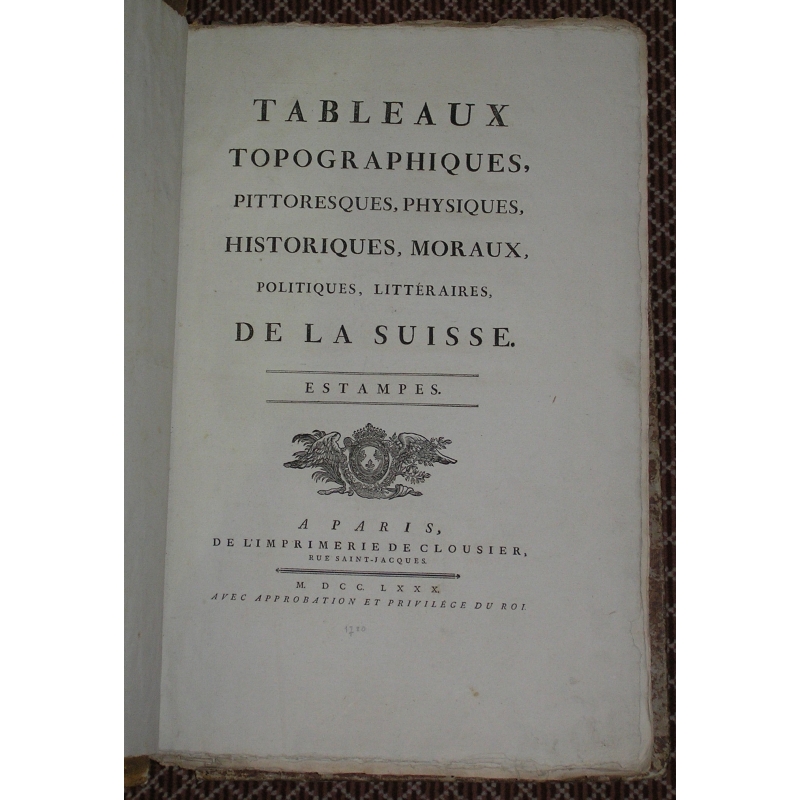 TABLEAUX
TOPOGRAPHIQUES,
PITTORESQUES, PHYSIQUES,
HISTORIQUES, MORAUX,
POLITIQUES, LITTÉRAIRES,
DE LA SUISSE.
ESTAMPES.
A PARIS,
DE L'IMPRIMERIE DE CLOUSIER,
RUE SAINT-JACQUES.
M. DCC. LXXX.
AVEC APPROBATION ET PRIVILÉGE DU ROI
1780